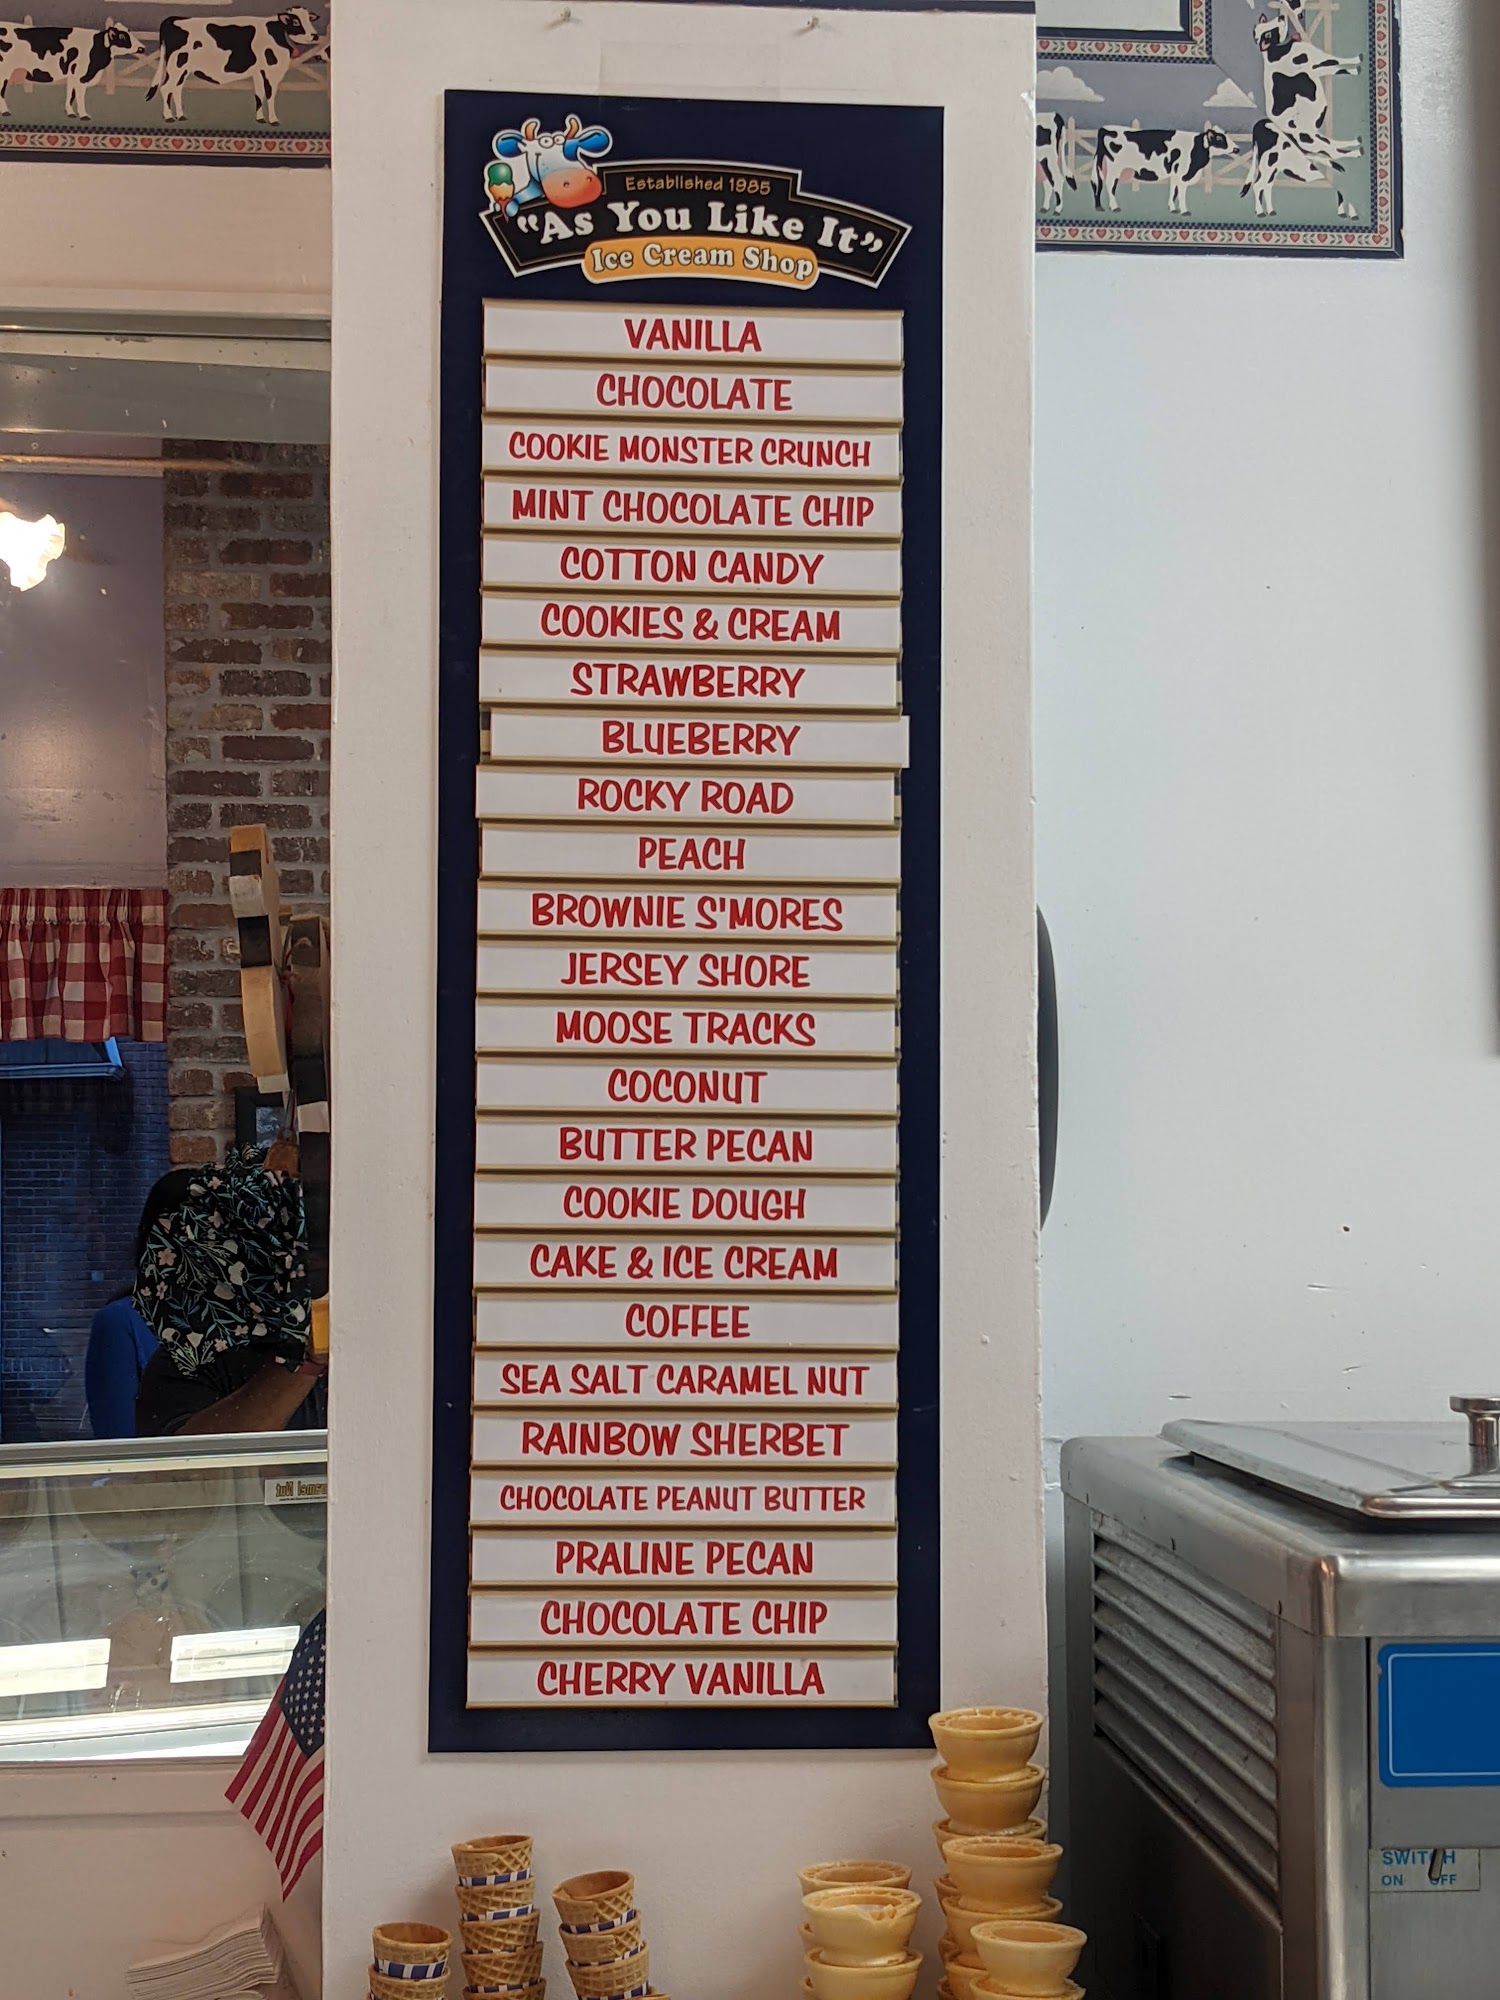 Established 1985
"As You Like It"
Ice Cream Shop
VANILLA
CHOCOLATE
COOKIE MONSTER CRUNCH
MINT CHOCOLATE CHIP
COTTON CANDY
COOKIES & CREAM
STRAWBERRY
BLUEBERRY
ROCKY ROAD
PEACH
BROWNIE S'MORES
JERSEY SHORE
MOOSE TRACKS
COCONUT
BUTTER PECAN
COOKIE DOUGH
CAKE & ICE CREAM
COFFEE
SEA SALT CARAMEL NUT
RAINBOW SHERBET
CHOCOLATE PEANUT BUTTER
PRALINE PECAN
CHOCOLATE CHIP
CHERRY VANILLA
SWITCH
ON OFF